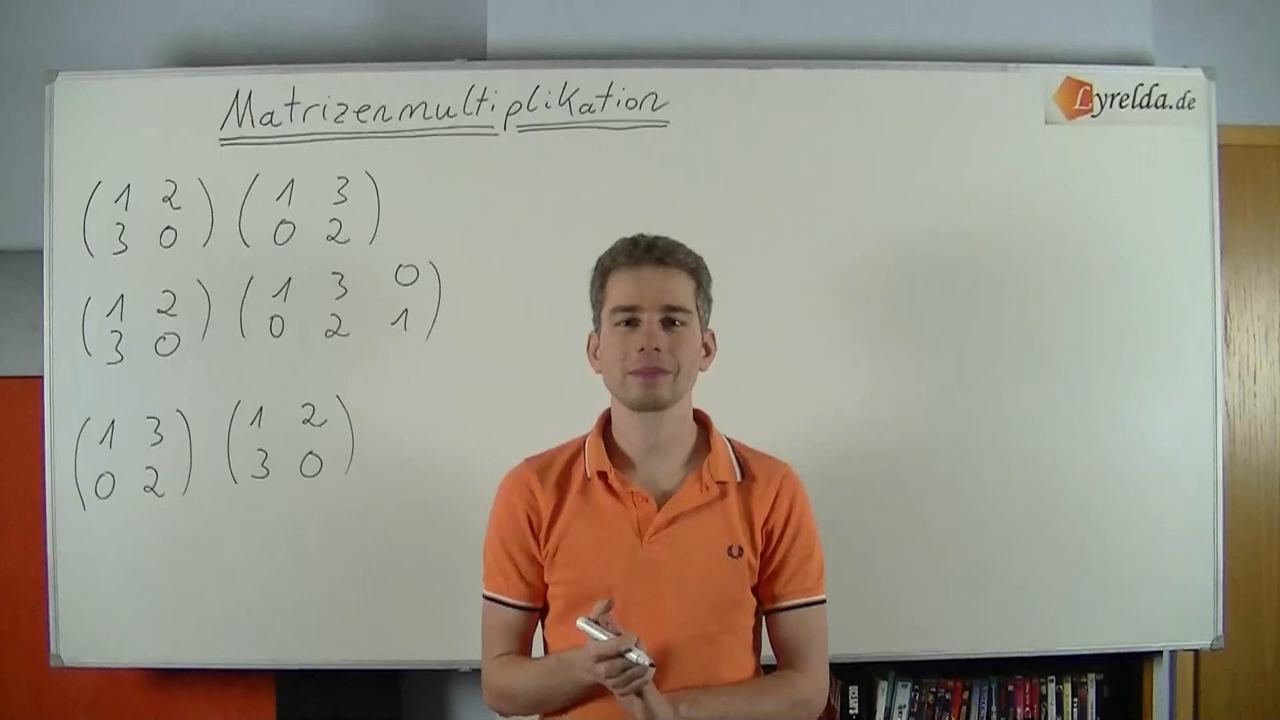 Matrizenmultiplikation
Lyrelda.de
( 1 2 ) ( 1 3 )
( 3 0 ) ( 0 2 )
( 1 2 ) ( 1 3 0 )
( 3 0 ) ( 0 2 1 )
( 1 3 ) ( 1 2 )
( 0 2 ) ( 3 0 )